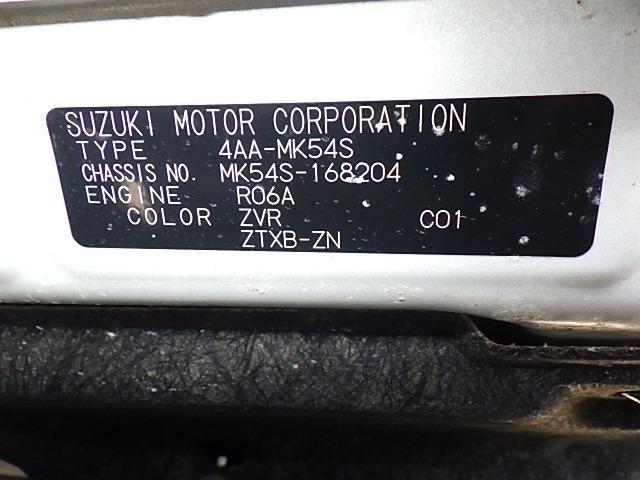 SUZUKI MOTOR CORPORATION
TYPE 4AA-MK54S
CHASSIS NO. MK54S-168204
ENGINE R06A
COLOR ZVR C01
ZTXB-ZN